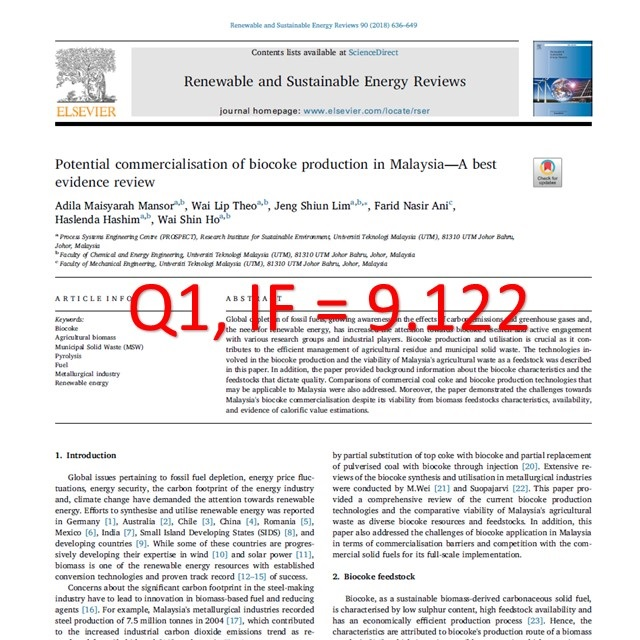 Renewable and Sustainable Energy Reviews 90 (2018) 636–649
Contents lists available at ScienceDirect
Renewable and Sustainable Energy Reviews
journal homepage: www.elsevier.com/locate/rser
ELSEVIER
Check for
updates
Potential commercialisation of biocoke production in Malaysia—A best
evidence review
Adila Maisyarah Mansor a,b, Wai Lip Theo a,b, Jeng Shiun Lim a,b,⁎, Farid Nasir Ani c,
Haslenda Hashim a,b, Wai Shin Ho a,b
a Process Systems Engineering Centre (PROSPECT), Research Institute for Sustainable Environment, Universiti Teknologi Malaysia (UTM), 81310 UTM Johor Bahru,
Johor, Malaysia
b Faculty of Chemical and Energy Engineering, Universiti Teknologi Malaysia (UTM), 81310 UTM Johor Bahru, Johor, Malaysia
c Faculty of Mechanical Engineering, Universiti Teknologi Malaysia (UTM), 81310 UTM Johor Bahru, Johor, Malaysia
Q1, IF = 9.122
ARTICLE INFO
Keywords:
Biocoke
Agricultural biomass
Municipal Solid Waste (MSW)
Pyrolysis
Fuel
Metallurgical industry
Renewable energy
ABSTRACT
Global depletion of fossil fuels, growing awareness on the effects of carbon emissions and greenhouse gases and,
the need for renewable energy, has increased the attention towards biocoke research and active engagement
with various research groups and industrial players. Biocoke production and utilisation is crucial as it con-
tributes to the efficient management of agricultural residue and municipal solid waste. The technologies in-
volved in the biocoke production and the viability of Malaysia's agricultural waste as a feedstock was described
in this paper. In addition, the paper provided background information about the biocoke characteristics and the
feedstocks that dictate quality. Comparisons of commercial coal coke and biocoke production technologies that
may be applicable to Malaysia were also addressed. Moreover, the paper demonstrated the challenges towards
Malaysia's biocoke commercialisation despite its viability from biomass feedstocks characteristics, availability,
and evidence of calorific value estimations.
1. Introduction
Global issues pertaining to fossil fuel depletion, energy price fluc-
tuations, energy security, the carbon footprint of the energy industry
and, climate change have demanded the attention towards renewable
energy. Efforts to synthesise and utilise renewable energy was reported
in Germany [1], Australia [2], Chile [3], China [4], Romania [5],
Mexico [6], India [7], Small Island Developing States (SIDS) [8], and
developing countries [9]. While some of these countries are progres-
sively developing their expertise in wind [10] and solar power [11],
biomass is one of the renewable energy resources with established
conversion technologies and proven track record [12–15] of success.
Concerns about the significant carbon footprint in the steel-making
industry have to lead to innovation in biomass-based fuel and reducing
agents [16]. For example, Malaysia's metallurgical industries recorded
steel production of 7.5 million tonnes in 2004 [17], which contributed
to the increased industrial carbon dioxide emissions trend as re-
by partial substitution of top coke with biocoke and partial replacement
of pulverised coal with biocoke through injection [20]. Extensive re-
views of the biocoke synthesis and utilisation in metallurgical industries
were conducted by M.Wei [21] and Suopajarvi [22]. This paper pro-
vided a comprehensive review of the current biocoke production
technologies and the comparative viability of Malaysia's agricultural
waste as diverse biocoke resources and feedstocks. In addition, this
paper also addressed the challenges of biocoke application in Malaysia
in terms of commercialisation barriers and competition with the com-
mercial solid fuels for its full-scale implementation.
2. Biocoke feedstock
Biocoke, as a sustainable biomass-derived carbonaceous solid fuel,
is characterised by low sulphur content, high feedstock availability and
has an economically efficient production process [23]. Hence, the
characteristics are attributed to biocoke's production route of a biomass